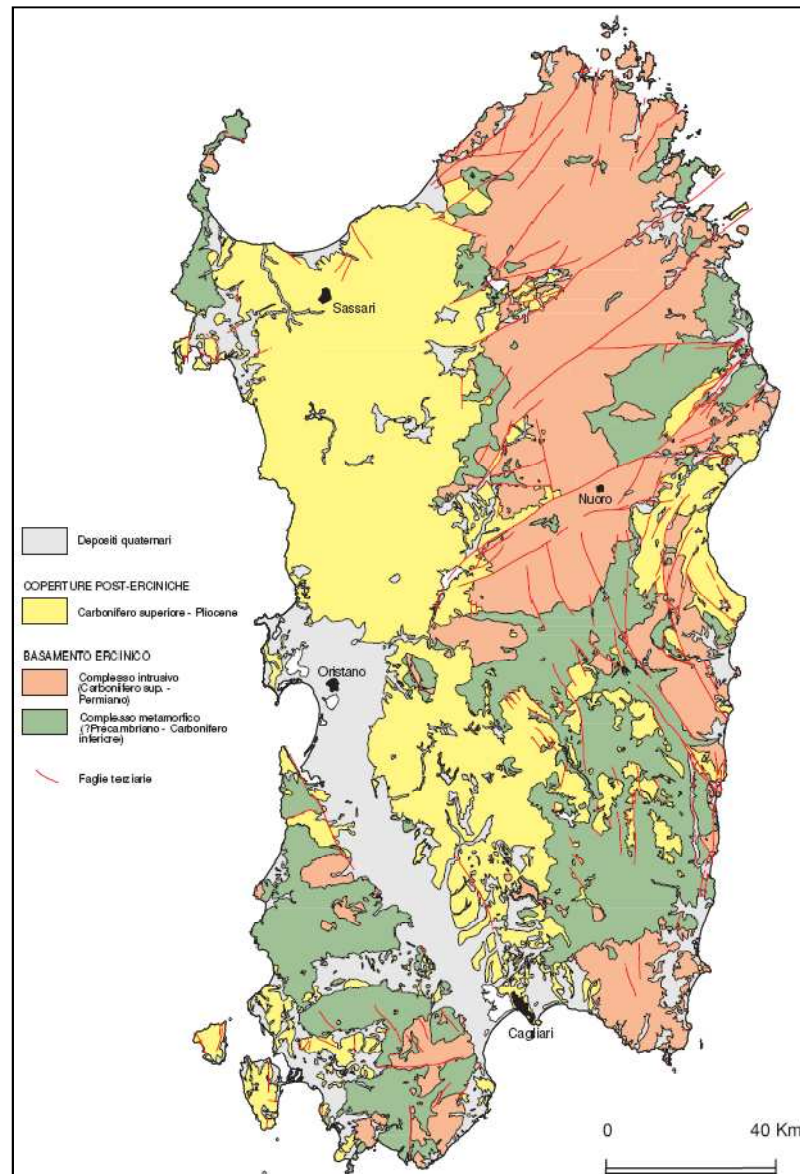 Sassari
Nuoro
Depositi quaternari
COPERTURE POST-ERCINICHE
Carbonifero superiore - Pliocene
BASAMENTO ERCINICO
Complesso intrusivo
(Carbonifero sup. -
Permiano)
Complesso metamorfico
(?Precambriano - Carbonifero
inferiore)
Faglie terziarie
Oristano
Cagliari
0 40 Km